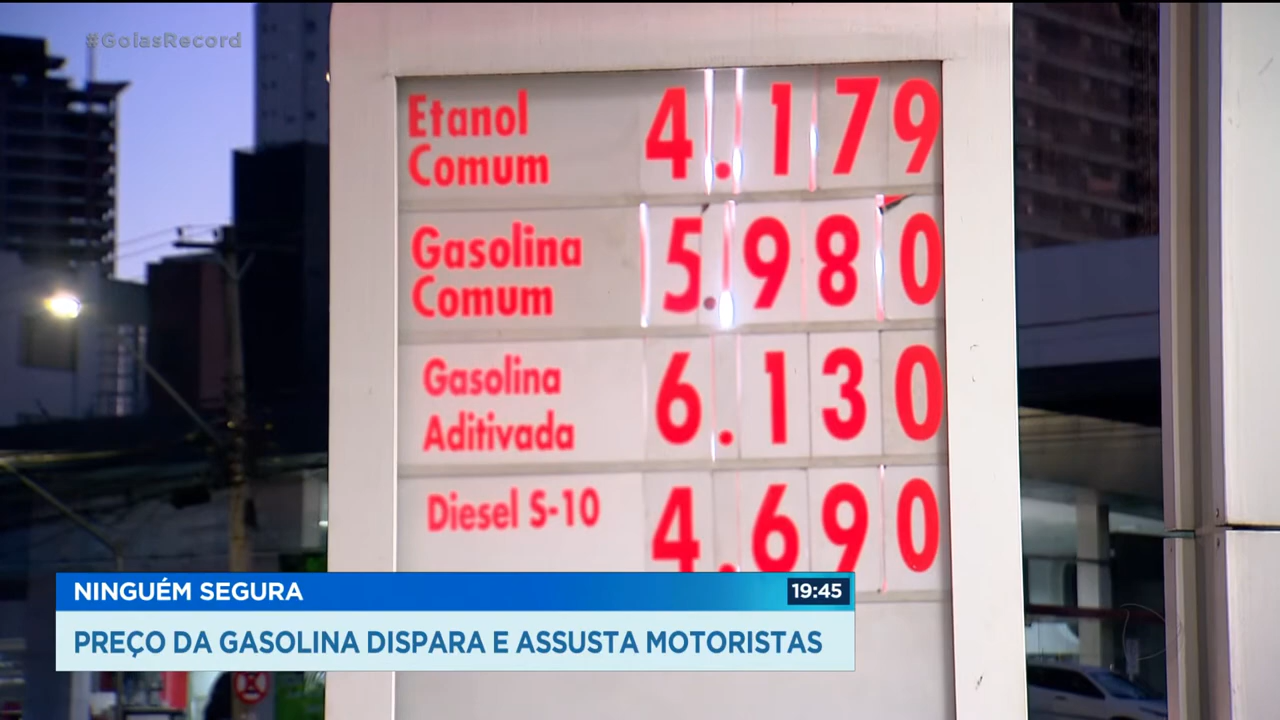 #GoiasRecord
Etanol
Comum
4.179
Gasolina
Comum
5.980
Gasolina
Aditivada
6.130
Diesel S-10
4.690
NINGUÉM SEGURA
19:45
PREÇO DA GASOLINA DISPARA E ASSUSTA MOTORISTAS